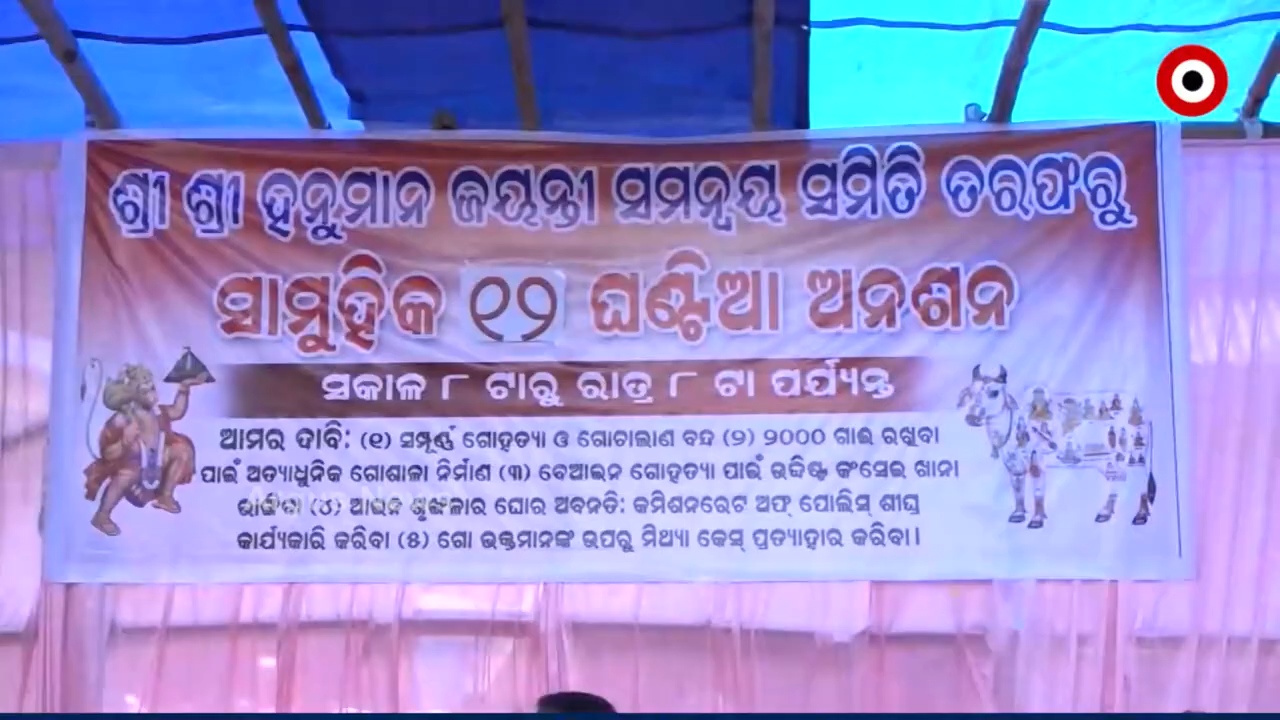 ଶ୍ରୀ ଶ୍ରୀ ହନୁମାନ ଜୟନ୍ତୀ ସମନ୍ୱୟ ସମିତି ତରଫରୁ
ସାମୁହିକ ୧୨ ଘଣ୍ଟିଆ ଅନଶନ
ସକାଳ ୮ ଟାରୁ ରାତ୍ର ୮ ଟା ପର୍ଯ୍ୟନ୍ତ
ଆମର ଦାବି: (୧) ସମ୍ପୂର୍ଣ୍ଣ ଗୋହତ୍ୟା ଓ ଗୋଚାଲାଣ ବନ୍ଦ (୨) ୨୦୦୦ ଗାଈ ରଖୁବା
ପାଇଁ ଅତ୍ୟାଧୁନିକ ଗୋଶାଳା ନିର୍ମାଣ (୩) ବେଆଇନ ଗୋହତ୍ୟା ପାଇଁ ଉଦ୍ଦିଷ୍ଟ କଂସେଇ ଖାନା
ଭାଙ୍ଗିବା (୪) ଆଇନ ଶୃଙ୍ଖଳାର ଘୋର ଅବନତି: କମିଶନରେଟ ଅଫ୍ ପୋଲିସ୍ ଶୀଘ୍ର
କାର୍ଯ୍ୟକାରି କରିବା (୫) ଗୋ ଭକ୍ତମାନଙ୍କ ଉପରୁ ମିଥ୍ୟା କେସ୍ ପ୍ରତ୍ୟାହାର କରିବା।